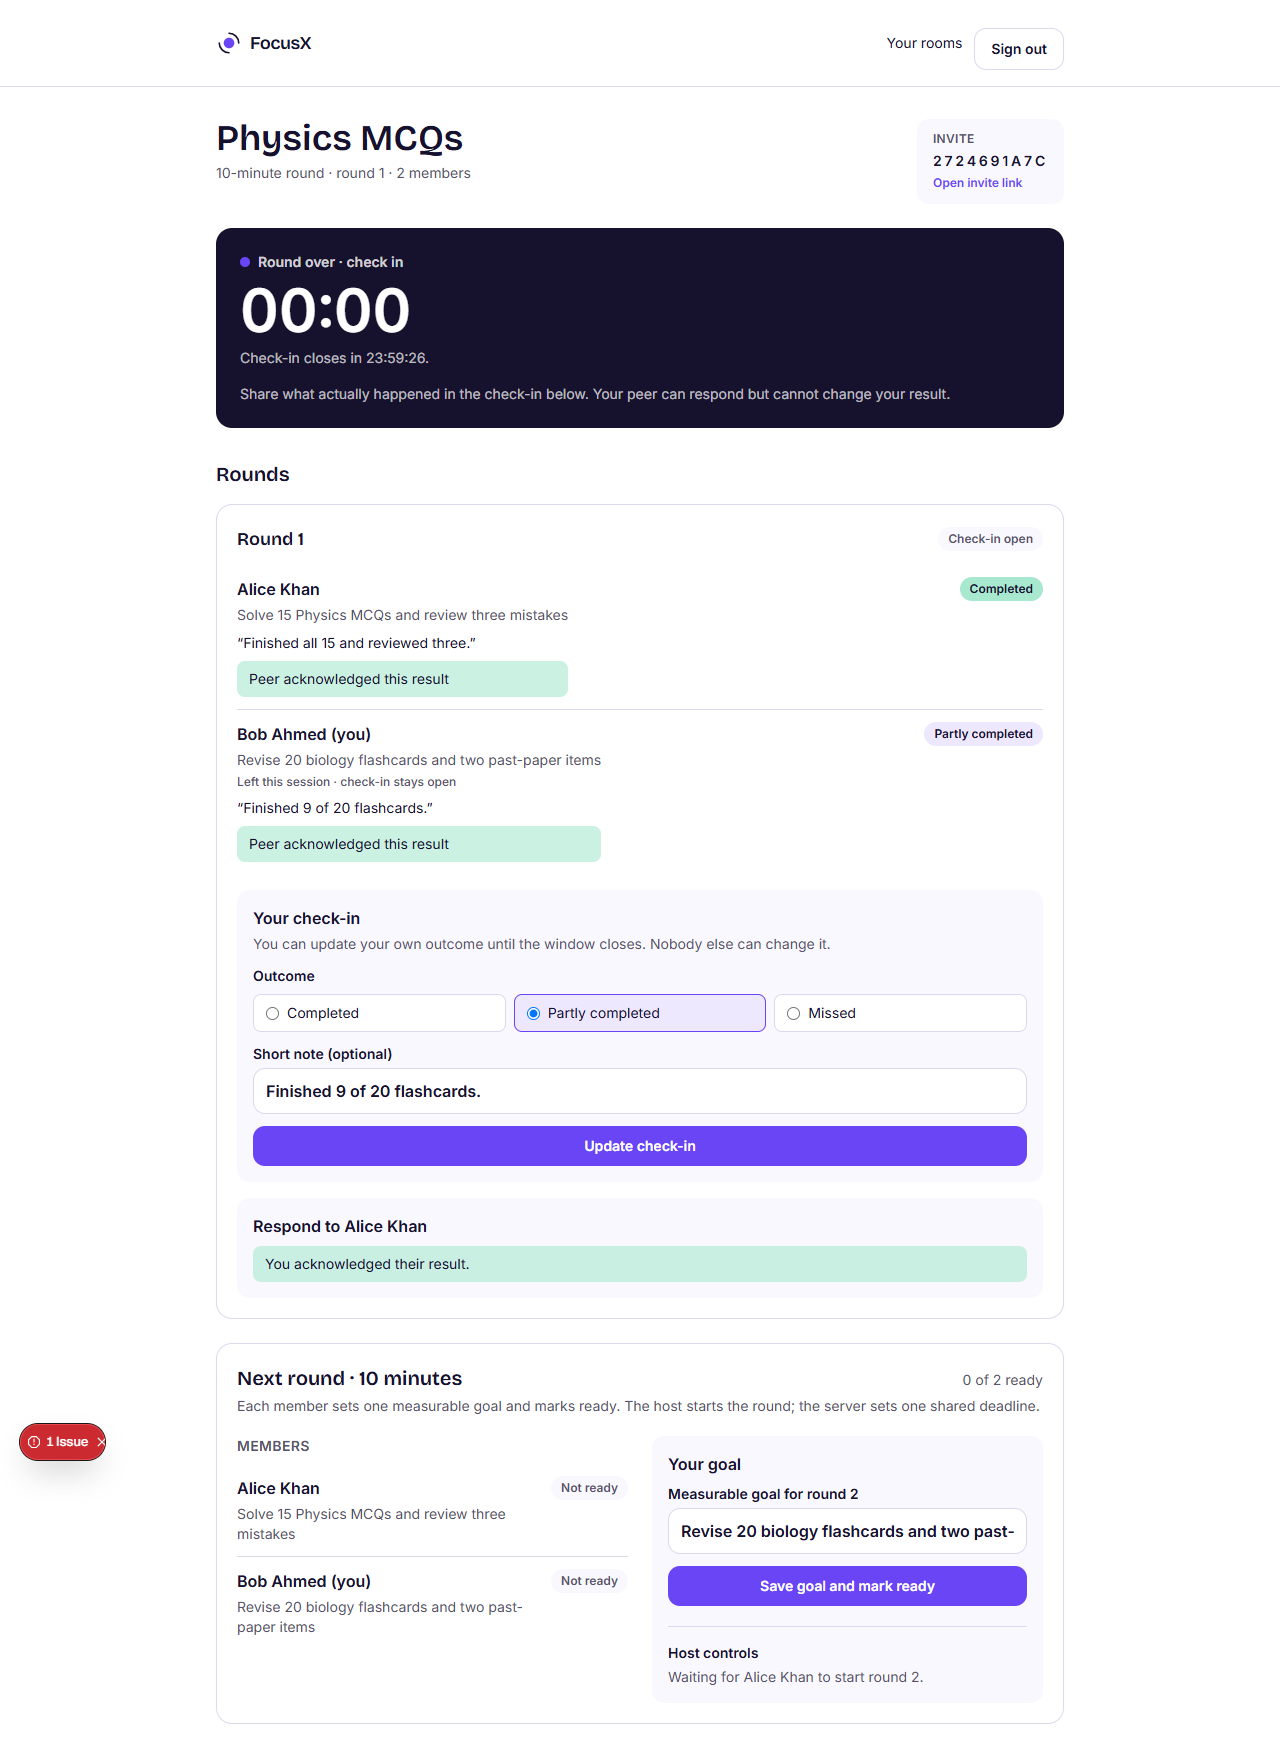 FocusX
Your rooms
Sign out
Physics MCQs
10-minute round · round 1 · 2 members
INVITE
2724691A7C
Open invite link
Round over · check in
00:00
Check-in closes in 23:59:26.
Share what actually happened in the check-in below. Your peer can respond but cannot change your result.
Rounds
Round 1
Check-in open
Alice Khan
Completed
Solve 15 Physics MCQs and review three mistakes
“Finished all 15 and reviewed three.”
Peer acknowledged this result
Bob Ahmed (you)
Partly completed
Revise 20 biology flashcards and two past-paper items
Left this session · check-in stays open
“Finished 9 of 20 flashcards.”
Peer acknowledged this result
Your check-in
You can update your own outcome until the window closes. Nobody else can change it.
Outcome
Completed
Partly completed
Missed
Short note (optional)
Finished 9 of 20 flashcards.
Update check-in
Respond to Alice Khan
You acknowledged their result.
Next round · 10 minutes
0 of 2 ready
Each member sets one measurable goal and marks ready. The host starts the round; the server sets one shared deadline.
1 Issue
MEMBERS
Alice Khan
Not ready
Solve 15 Physics MCQs and review three
mistakes
Bob Ahmed (you)
Not ready
Revise 20 biology flashcards and two past-
paper items
Your goal
Measurable goal for round 2
Revise 20 biology flashcards and two past-
Save goal and mark ready
Host controls
Waiting for Alice Khan to start round 2.